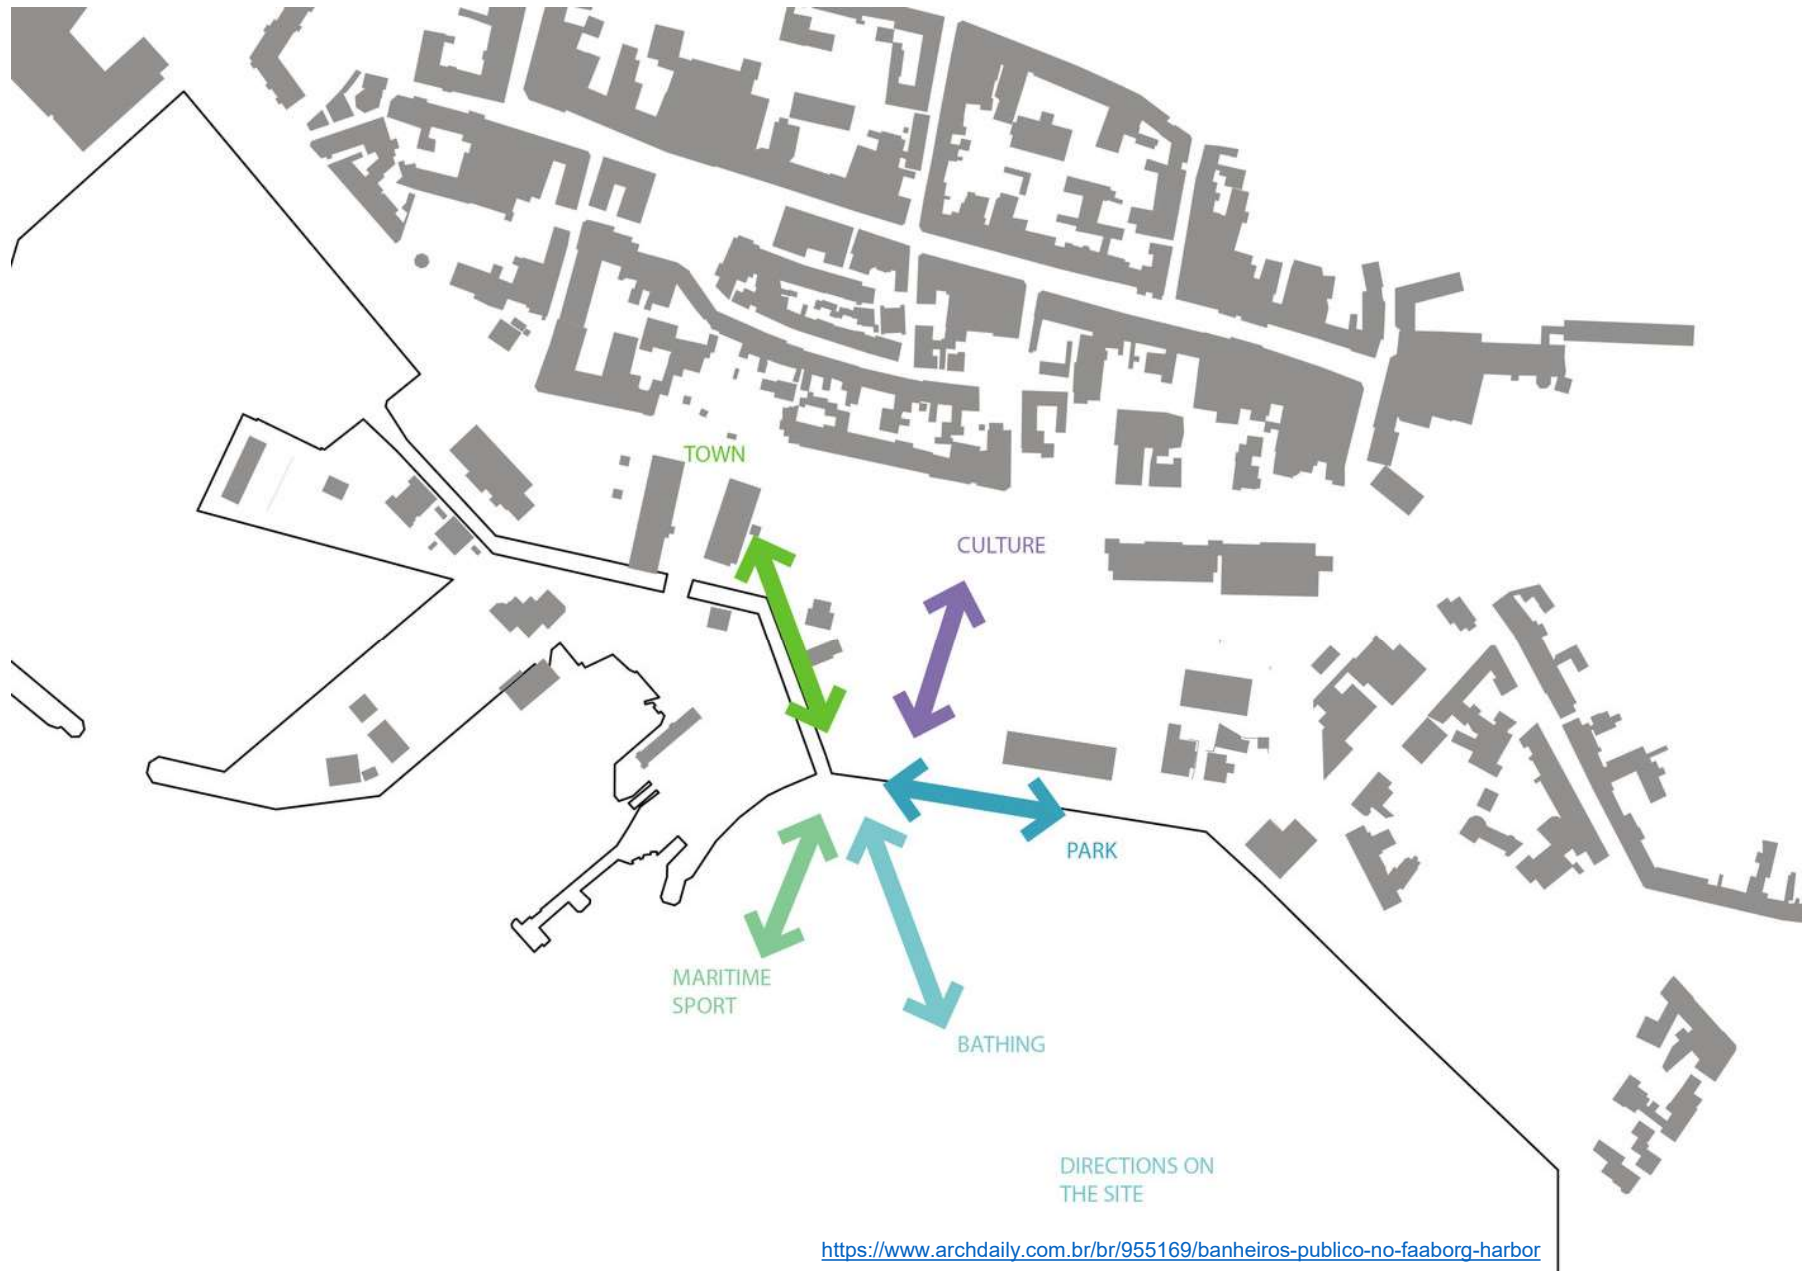 TOWN
CULTURE
PARK
MARITIME
SPORT
BATHING
DIRECTIONS ON
THE SITE
https://www.archdaily.com.br/br/955169/banheiros-publico-no-faaborg-harbor